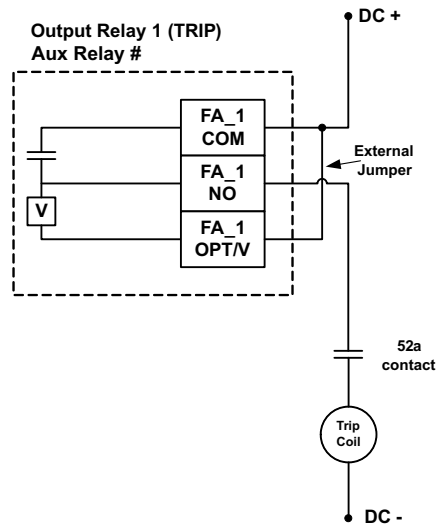 Output Relay 1 (TRIP)
Aux Relay #
DC +
FA_1
COM
External
Jumper
FA_1
NO
V
FA_1
OPT/V
52a
contact
Trip
Coil
DC -